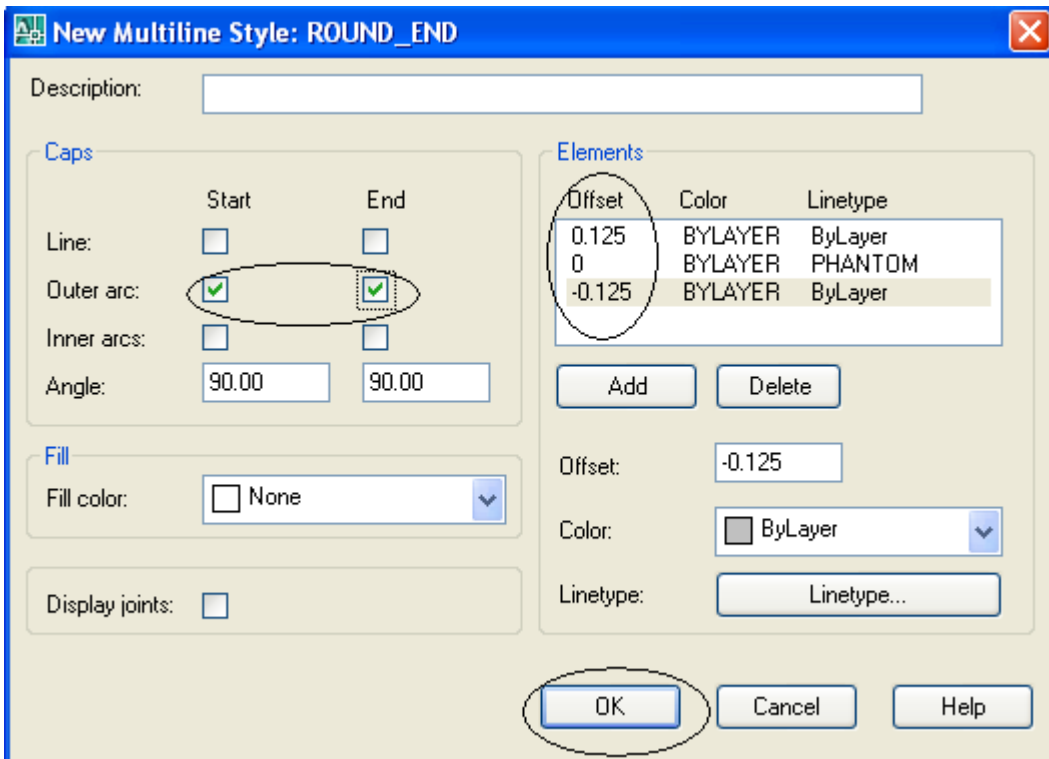 New Multiline Style: ROUND_END
Description:
Caps
Start End
Line:
Outer arc:
Inner arcs:
Angle: 90.00 90.00
Fill
Fill color: None
Display joints:
Elements
Offset Color Linetype
0.125 BYLAYER ByLayer
0 BYLAYER PHANTOM
-0.125 BYLAYER ByLayer
Add Delete
Offset: -0.125
Color: ByLayer
Linetype: Linetype...
OK Cancel Help